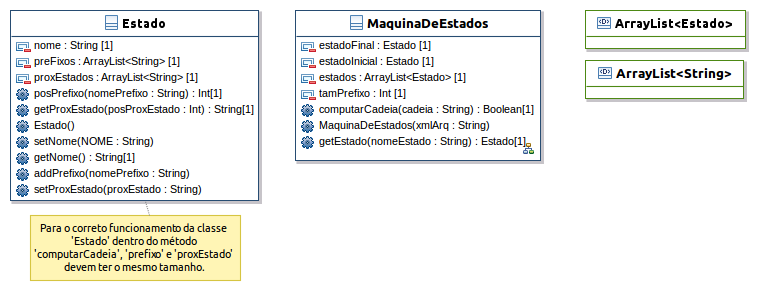 Estado
nome : String [1]
preFixos : ArrayList<String> [1]
proxEstados : ArrayList<String> [1]
posPrefixo(nomePrefixo : String) : Int[1]
getProxEstado(posProxEstado : Int) : String[1]
Estado()
setNome(NOME : String)
getNome() : String[1]
addPrefixo(nomePrefixo : String)
setProxEstado(proxEstado : String)
Para o correto funcionamento da classe
'Estado' dentro do método
'computarCadeia', 'prefixo' e 'proxEstado'
devem ter o mesmo tamanho.
MaquinaDeEstados
estadoFinal : Estado [1]
estadoInicial : Estado [1]
estados : ArrayList<Estado> [1]
tamPrefixo : Int [1]
computarCadeia(cadeia : String) : Boolean[1]
MaquinaDeEstados(xmlArq : String)
getEstado(nomeEstado : String) : Estado[1]
<D> ArrayList<Estado>
<D> ArrayList<String>